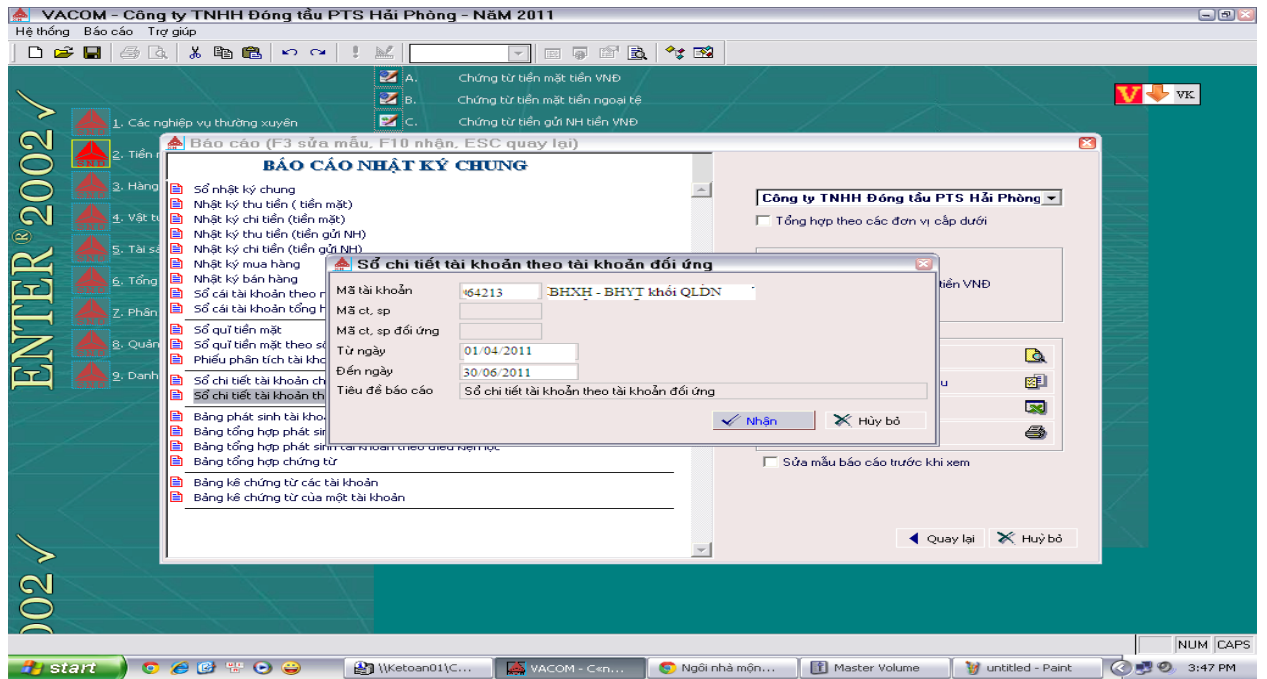 VACOM - Công ty TNHH Đóng tầu PTS Hải Phòng - NăM 2011
Hệ thống Báo cáo Trợ giúp
A. Chứng từ tiền mặt tiền VNĐ
B. Chứng từ tiền mặt tiền ngoại tệ
C. Chứng từ tiền gửi NH tiền VNĐ
V VK
ENTER® 2002 √
002 √
1. Các nghiệp vụ thường xuyên
2. Tiền
3. Hàng
4. Vật tư
5. Tài
6. Tổng
7. Phân
8. Quản
9. Danh
Báo cáo (F3 sửa mẫu, F10 nhận, ESC quay lại)
BÁO CÁO NHẬT KÝ CHUNG
Sổ nhật ký chung
Nhật ký thu tiền ( tiền mặt)
Nhật ký chi tiền (tiền mặt)
Nhật ký thu tiền (tiền gửi NH)
Nhật ký chi tiền (tiền gửi NH)
Nhật ký mua hàng
Nhật ký bán hàng
Sổ cái tài khoản theo
Sổ cái tài khoản tổng
Sổ quĩ tiền mặt
Sổ quĩ tiền mặt theo
Phiếu phân tích tài
Sổ chi tiết tài khoản
Sổ chi tiết tài khoản
Bảng phát sinh tài
Bảng tổng hợp phát
Bảng tổng hợp phát sinh tài khoản theo điều kiện lọc
Bảng tổng hợp chứng từ
Bảng kê chứng từ các tài khoản
Bảng kê chứng từ của một tài khoản
Công ty TNHH Đóng tầu PTS Hải Phòng
Tổng hợp theo các đơn vị cấp dưới
tiền VNĐ
Sổ chi tiết tài khoản theo tài khoản đối ứng
Mã tài khoản 64213 BHXH - BHYT khối QLDN
Mã ct, sp
Mã ct, sp đối ứng
Từ ngày 01/04/2011
Đến ngày 30/06/2011
Tiêu đề báo cáo Sổ chi tiết tài khoản theo tài khoản đối ứng
Nhận Hủy bỏ
Sửa mẫu báo cáo trước khi xem
Quay lại Huỷ bỏ
NUM CAPS
start \\Ketoan01\C... VACOM - C«n... Ngôi nhà mộn... Master Volume untitled - Paint 3:47 PM